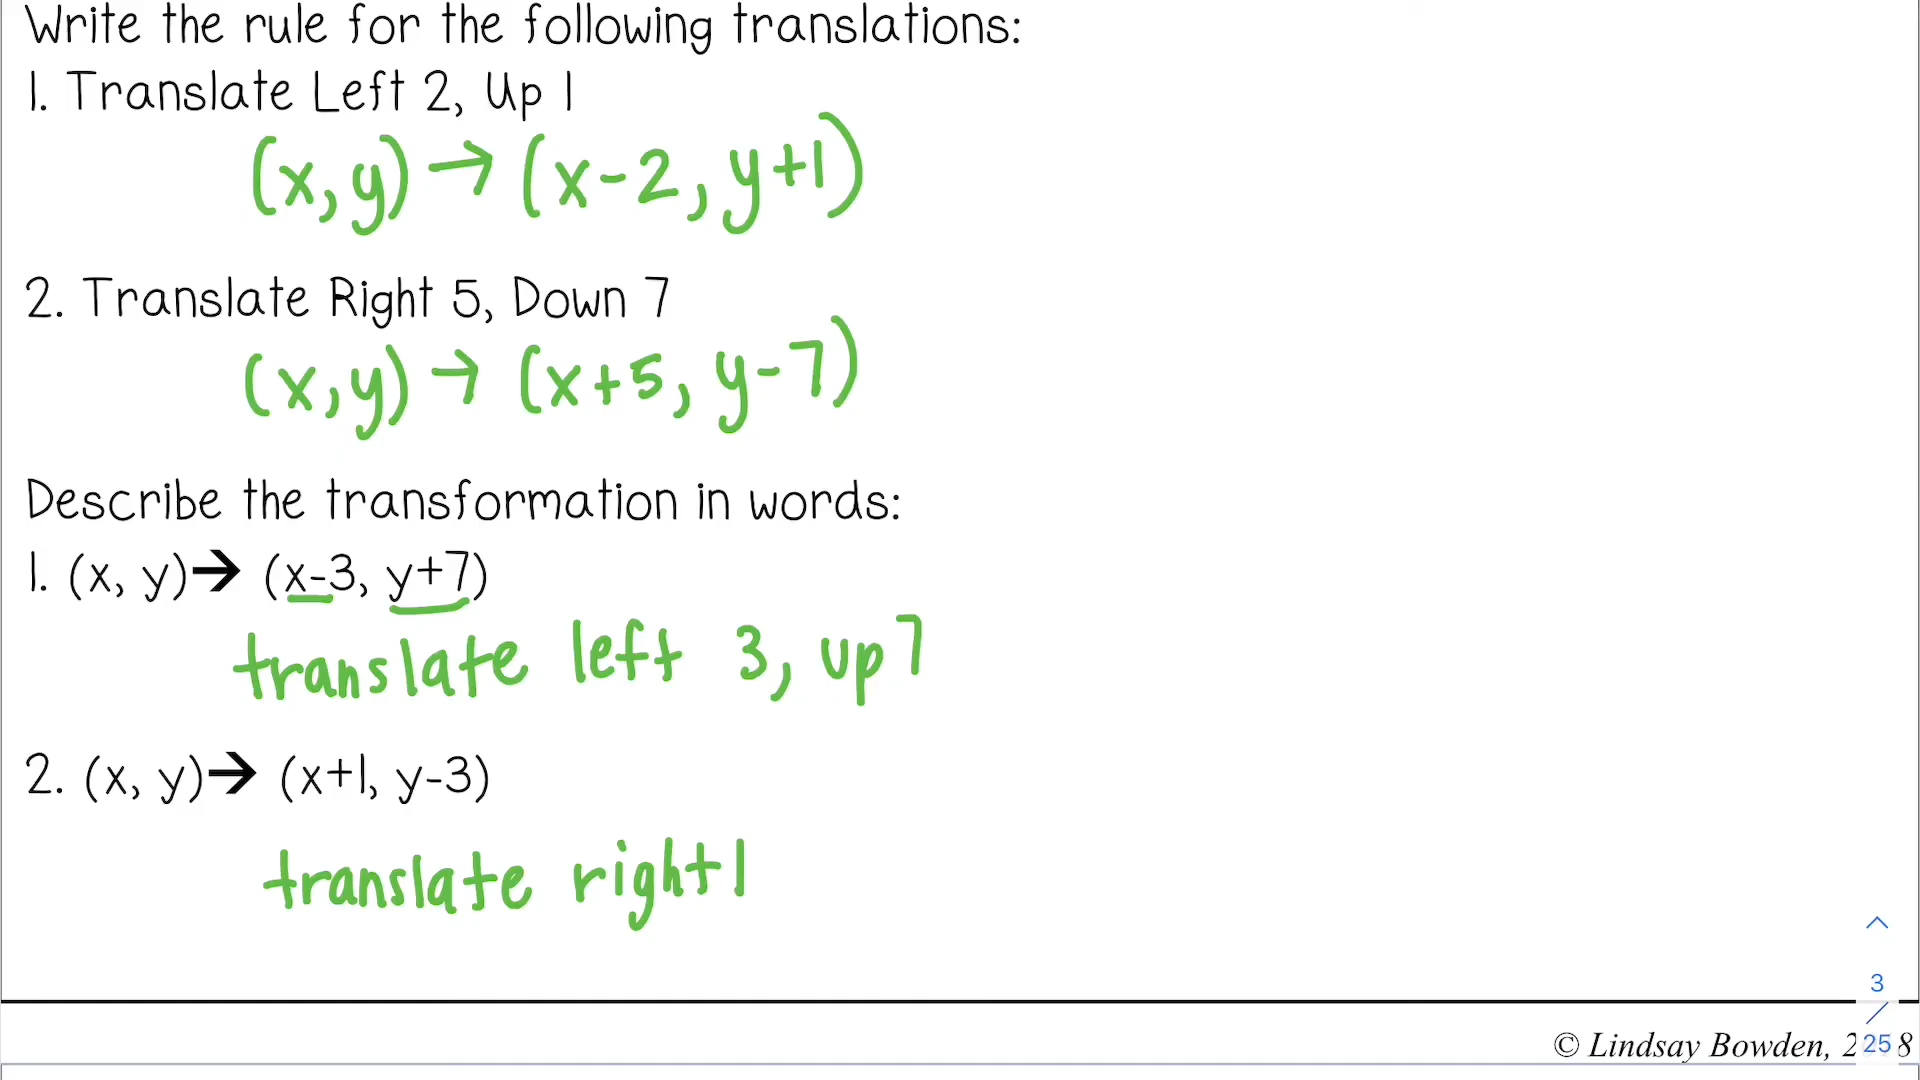 Write the rule for the following translations:
1. Translate Left 2, Up 1
(x,y) → (x-2, y+1)
2. Translate Right 5, Down 7
(x,y) → (x+5, y-7)
Describe the transformation in words:
1. (x, y)➔ (x-3, y+7)
translate left 3, up 7
2. (x, y)➔ (x+1, y-3)
translate right 1
3
/
25
© Lindsay Bowden,